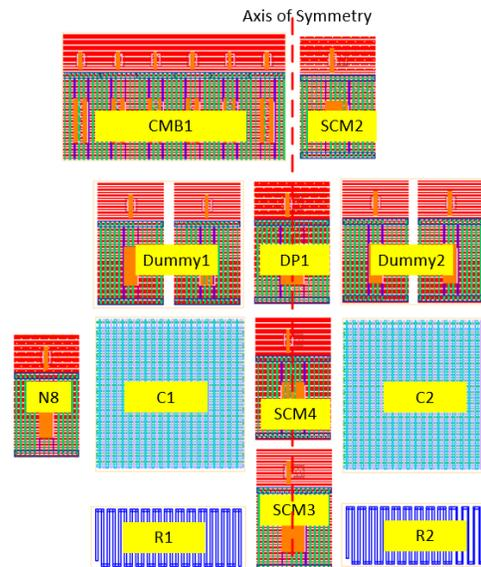 Axis of Symmetry
CMB1
SCM2
Dummy1
DP1
Dummy2
N8
C1
SCM4
C2
SCM3
R1
R2